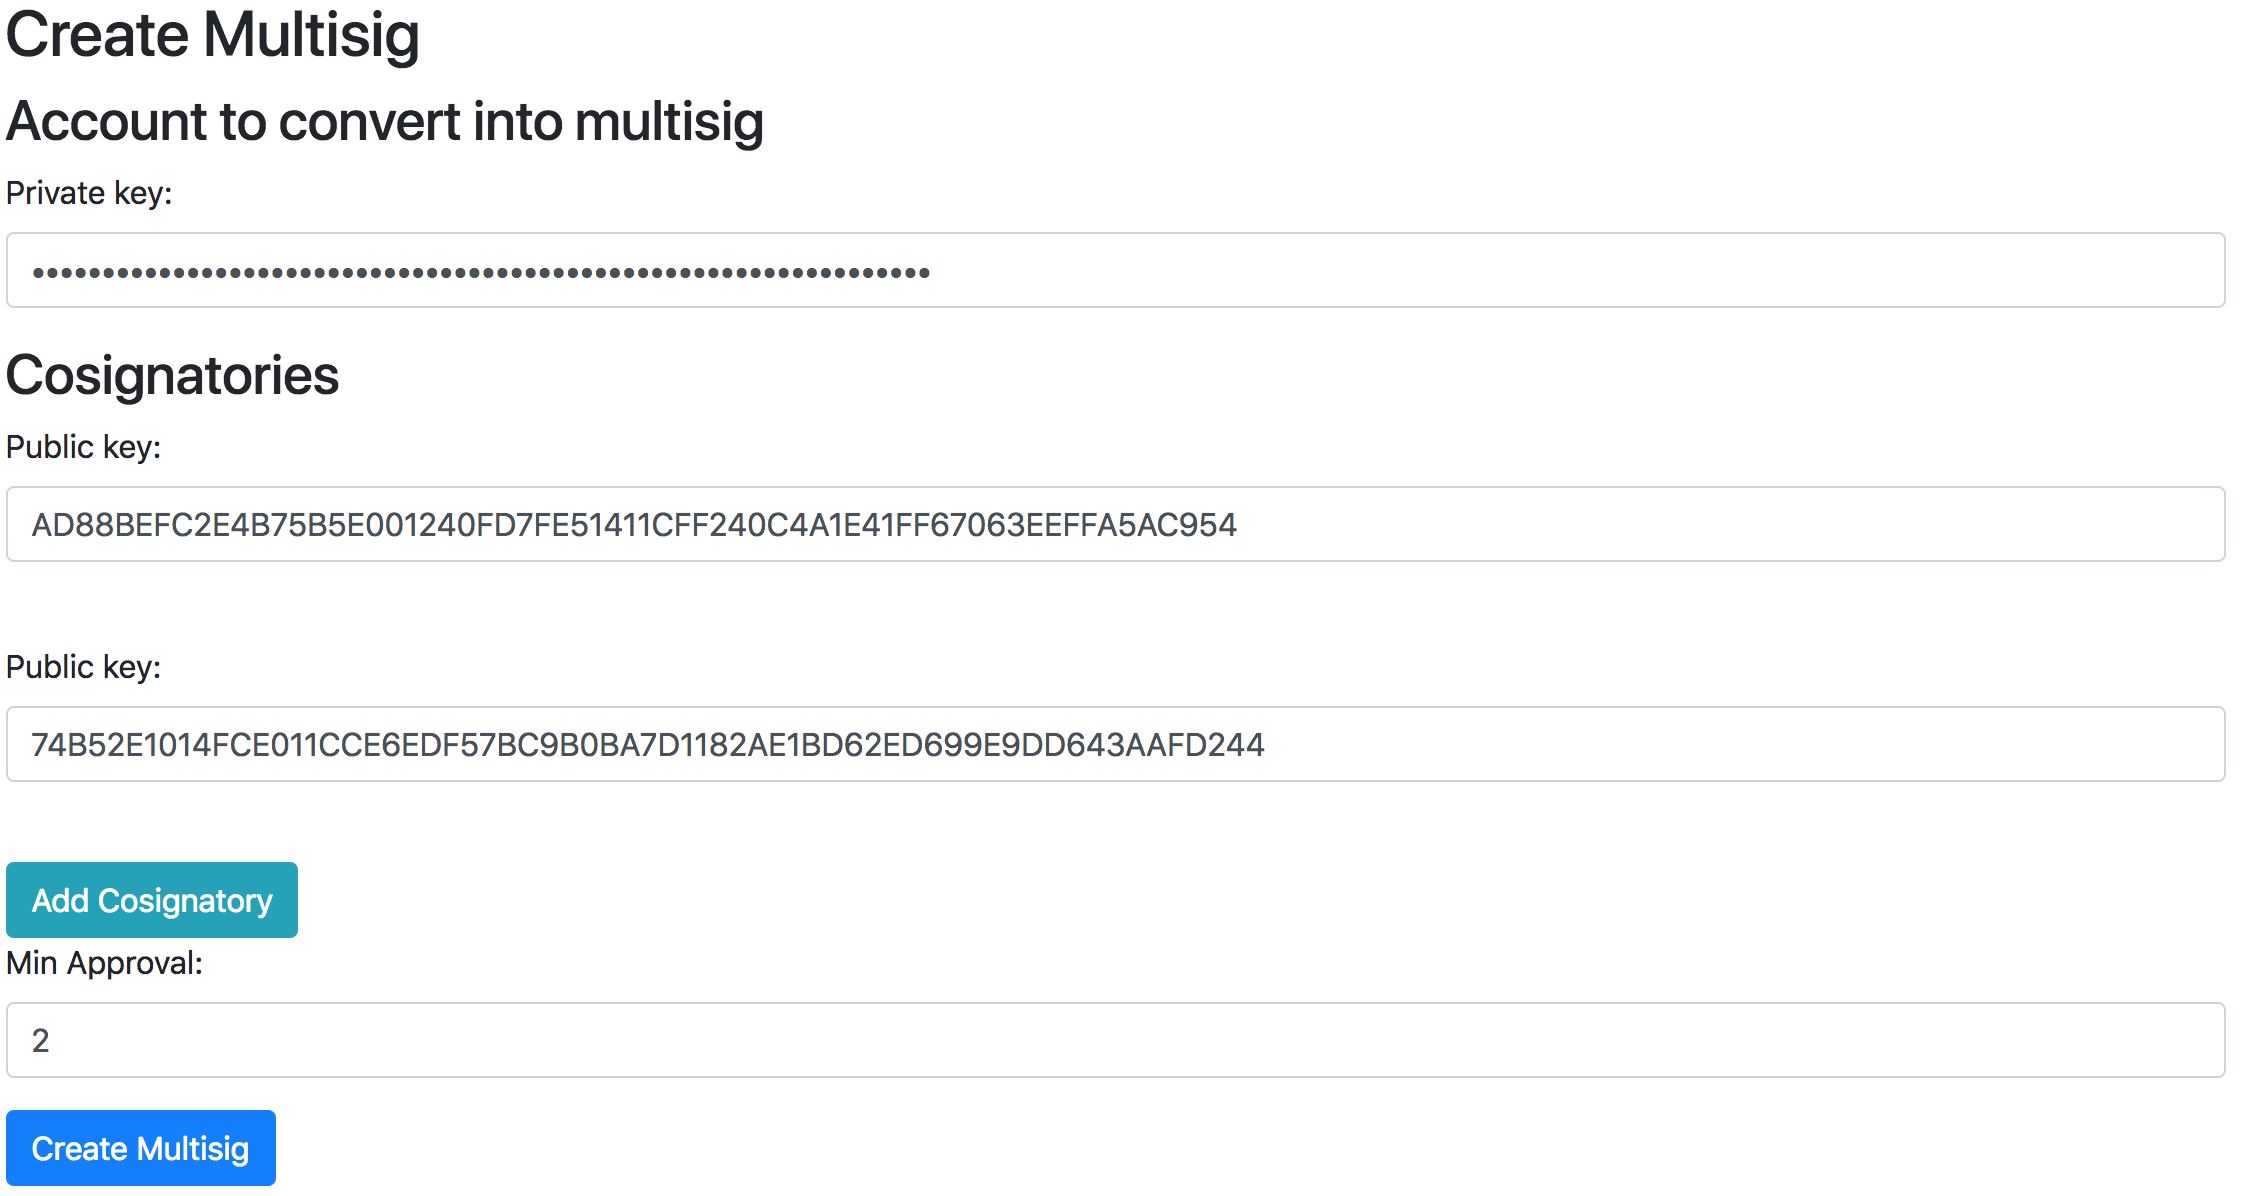 Create Multisig
Account to convert into multisig
Private key:
••••••••••••••••••••••••••••••••••••••••••••••••••••••••••••••••
Cosignatories
Public key:
AD88BEFC2E4B75B5E001240FD7FE51411CFF240C4A1E41FF67063EEFFA5AC954
Public key:
74B52E1014FCE011CCE6EDF57BC9B0BA7D1182AE1BD62ED699E9DD643AAFD244
Add Cosignatory
Min Approval:
2
Create Multisig